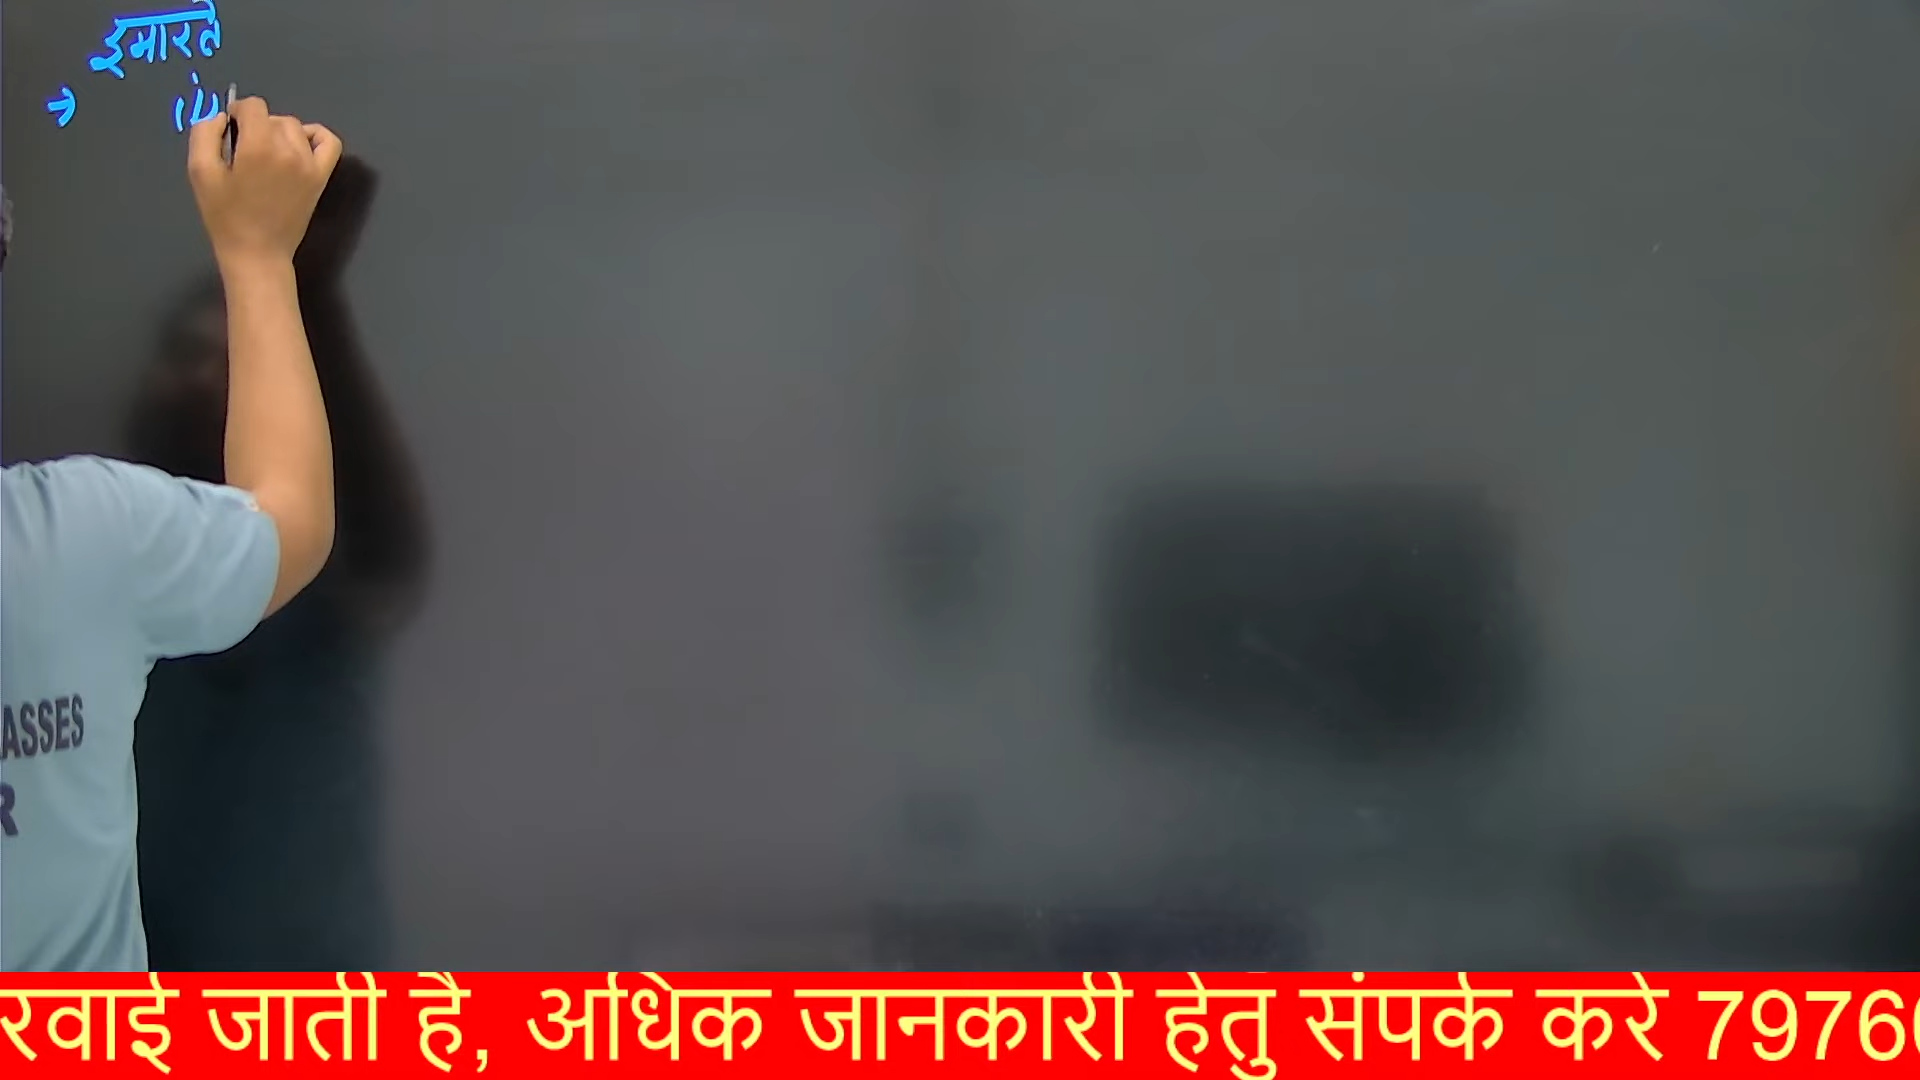 इमारते
ASSES
R
रवाई जाती है, अधिक जानकारी हेतु संपर्क करे 7976